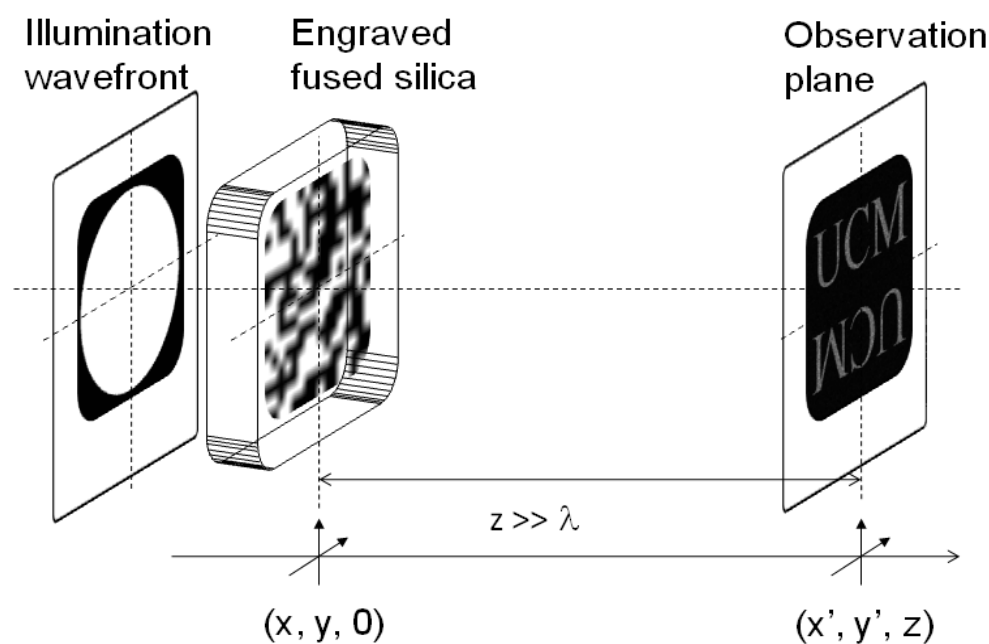 Illumination
wavefront
Engraved
fused silica
Observation
plane
UCM
UCM
z >> λ
(x, y, 0)
(x’, y’, z)